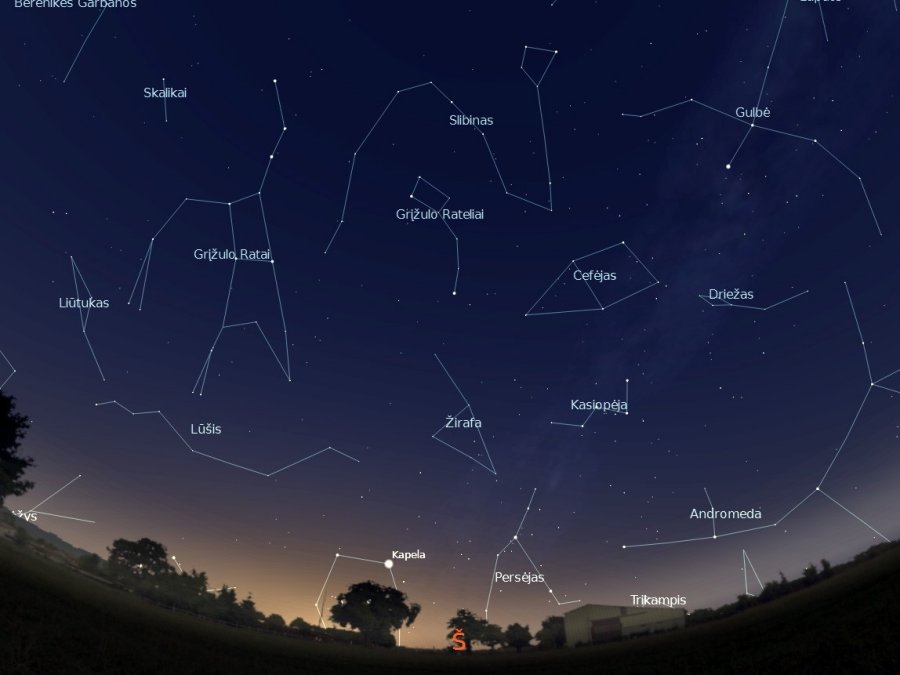 Berenikės Garbanos
Skalikai
Slibinas
Gulbė
Grįžulo Rateliai
Grįžulo Ratai
Cefėjas
Liūtukas
Driežas
Kasiopėja
Žirafa
Lūšis
Andromeda
Kapela
Persėjas
Trikampis
Š